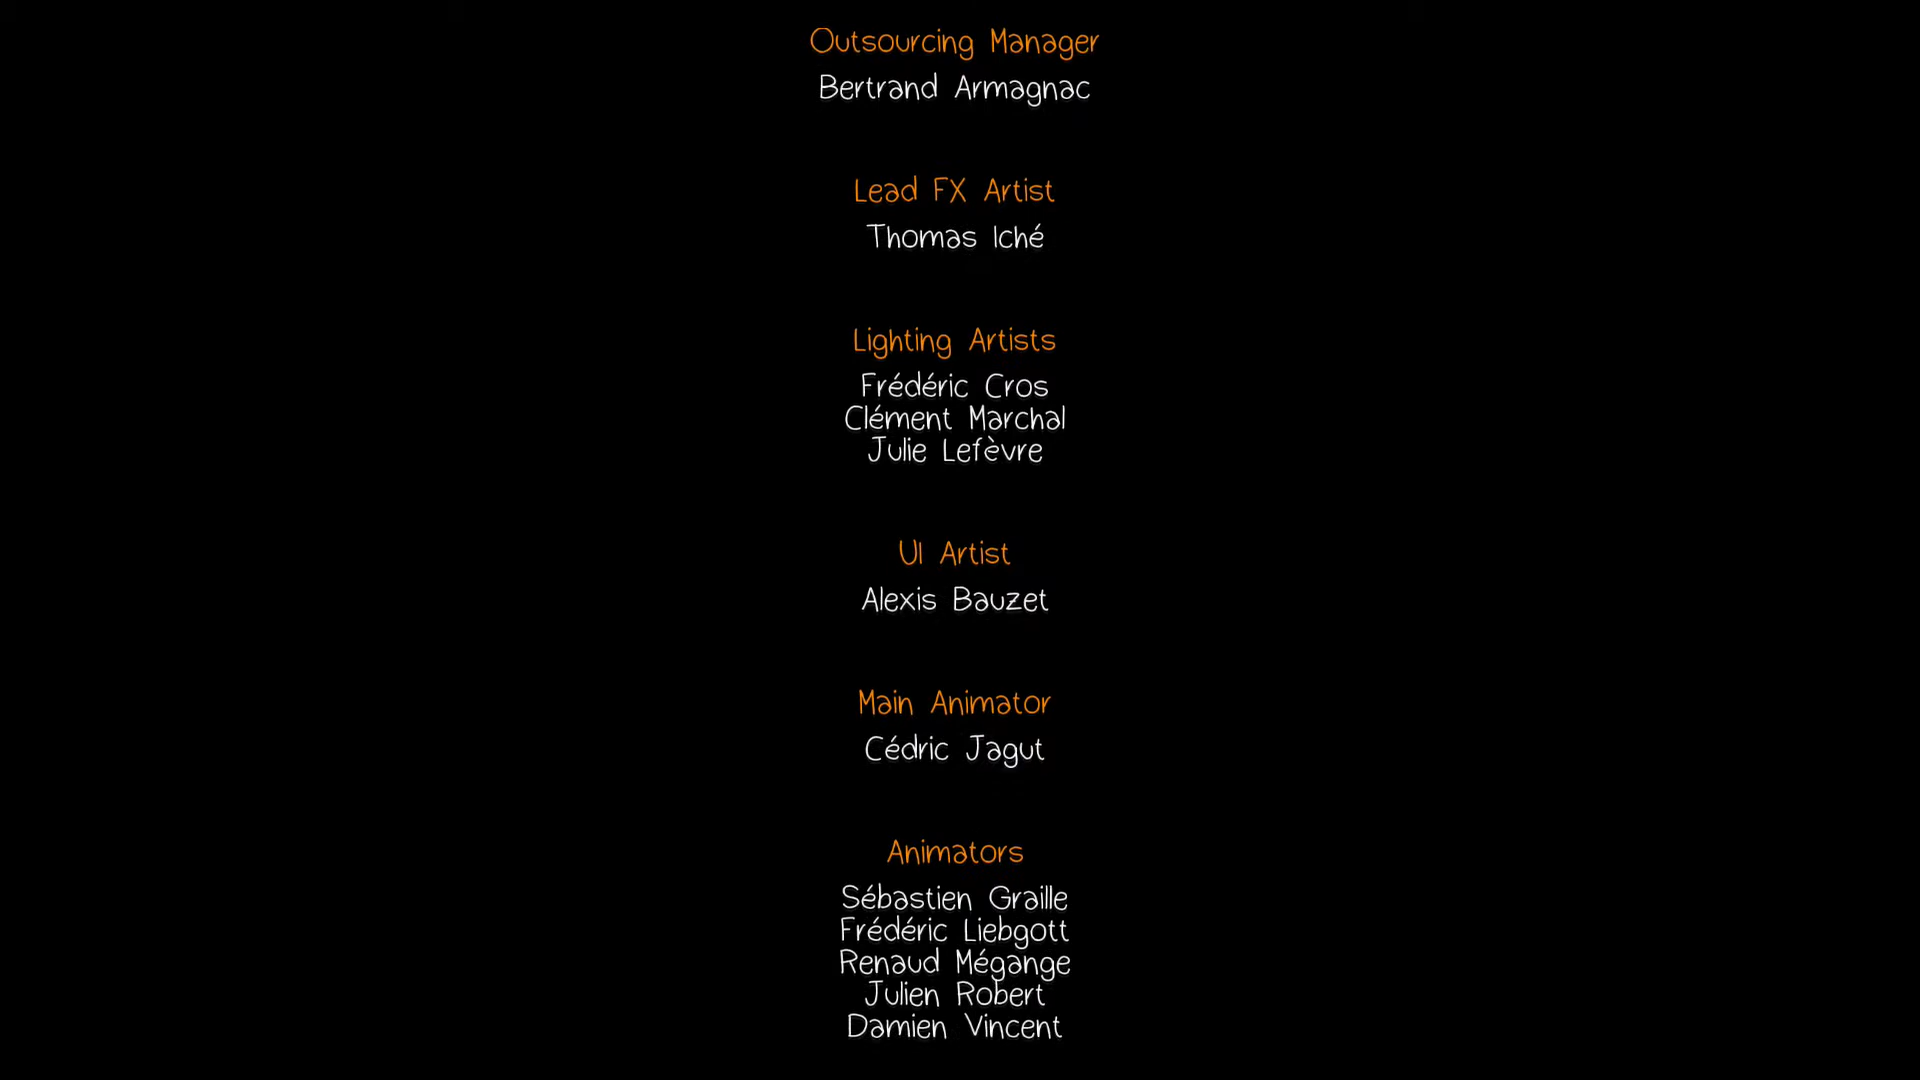 Outsourcing Manager
Bertrand Armagnac
Lead FX Artist
Thomas Iché
Lighting Artists
Frédéric Cros
Clément Marchal
Julie Lefèvre
UI Artist
Alexis Bauzet
Main Animator
Cédric Jagut
Animators
Sébastien Graille
Frédéric Liebgott
Renaud Mégange
Julien Robert
Damien Vincent